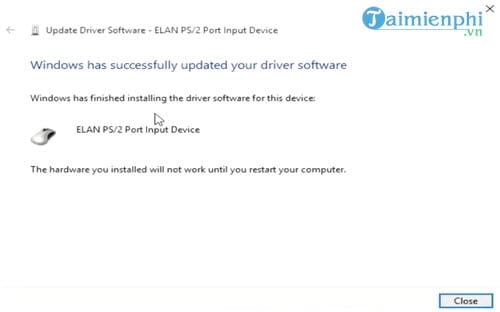 Taimienphi
.vn
Update Driver Software - ELAN PS/2 Port Input Device
Windows has successfully updated your driver software
Windows has finished installing the driver software for this device:
ELAN PS/2 Port Input Device
The hardware you installed will not work until you restart your computer.
Close